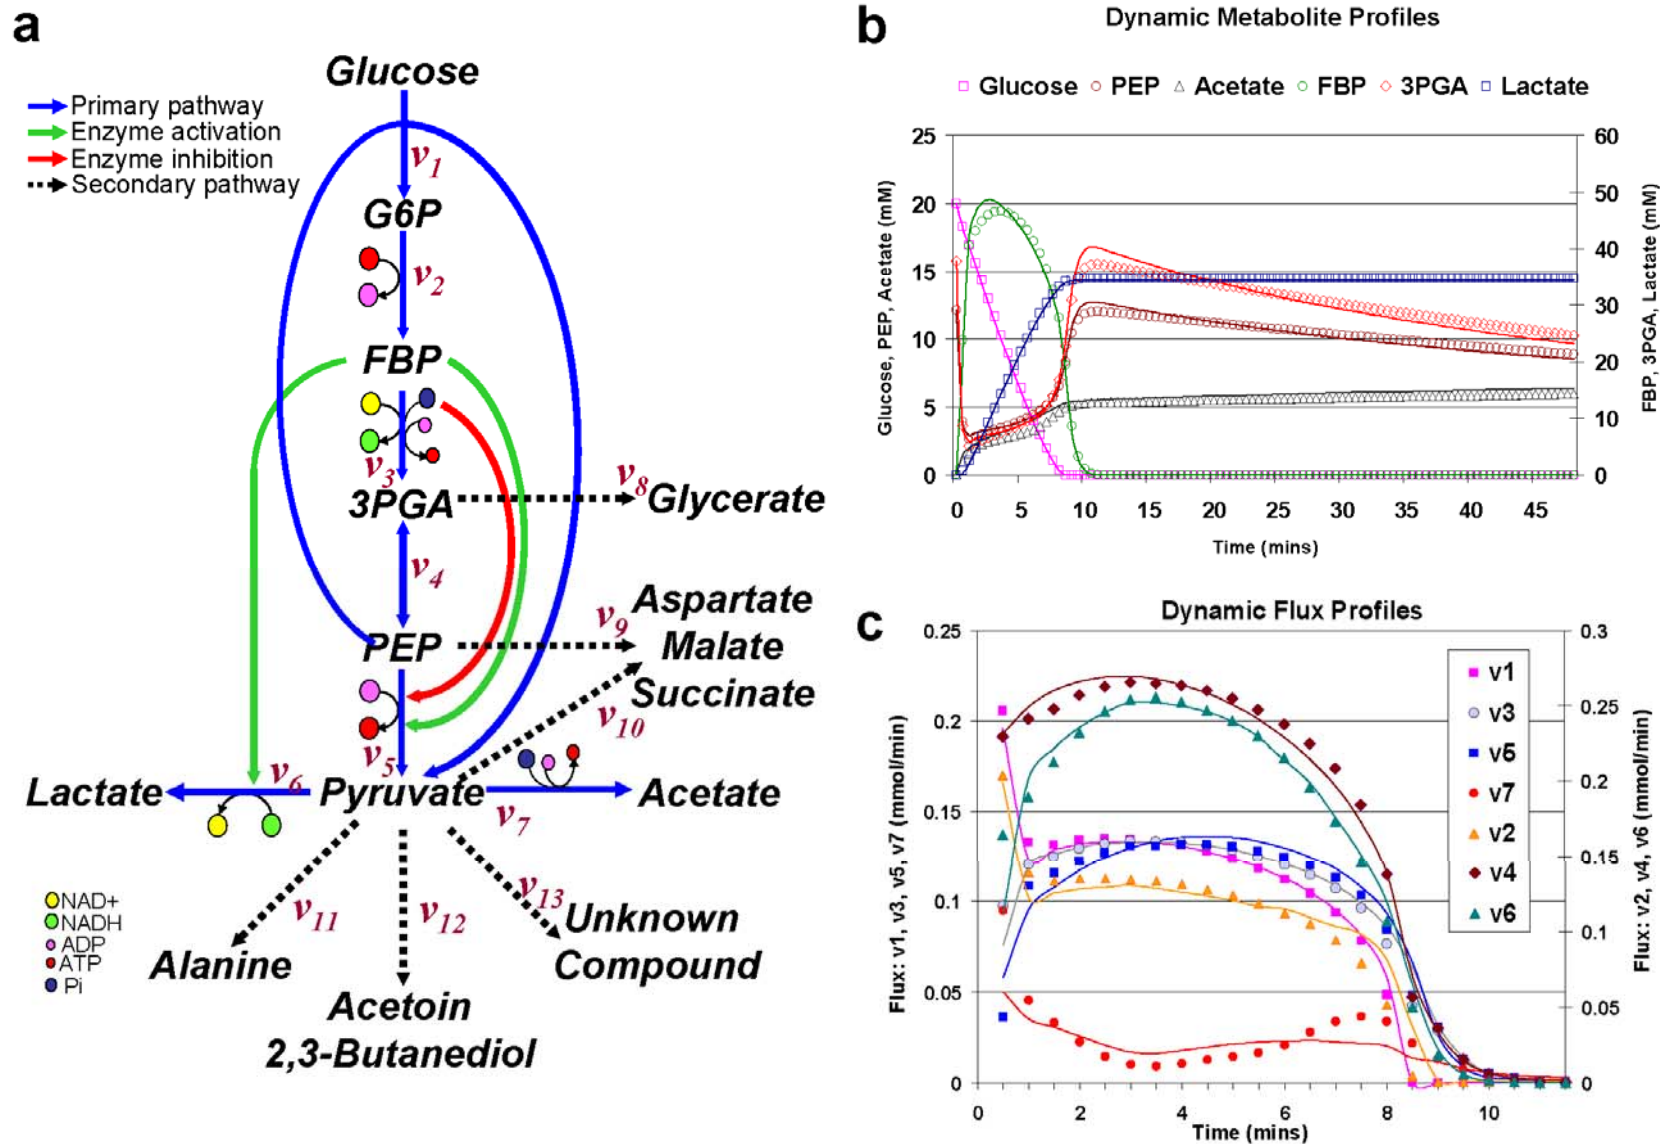 a
Glucose
Primary pathway
Enzyme activation
Enzyme inhibition
Secondary pathway
v1
G6P
v2
FBP
v3
3PGA
v8
Glycerate
v4
Aspartate
v9
PEP
Malate
Succinate
v10
v5
Lactate
v6
Pyruvate
v7
Acetate
v11
v12
v13
Unknown
Compound
Alanine
Acetoin
2,3-Butanediol
NAD+
NADH
ADP
ATP
Pi
b
Dynamic Metabolite Profiles
Glucose PEP Acetate FBP 3PGA Lactate
Glucose, PEP, Acetate (mM)
25
20
15
10
5
0
60
50
40
30
20
10
0
FBP, 3PGA, Lactate (mM)
0 5 10 15 20 25 30 35 40 45
Time (mins)
c
Dynamic Flux Profiles
Flux: v1, v3, v5, v7 (mmol/min)
0.25
0.2
0.15
0.1
0.05
0
0.3
0.25
0.2
0.15
0.1
0.05
0
Flux: v2, v4, v6 (mmol/min)
v1
v3
v5
v7
v2
v4
v6
0 2 4 6 8 10
Time (mins)